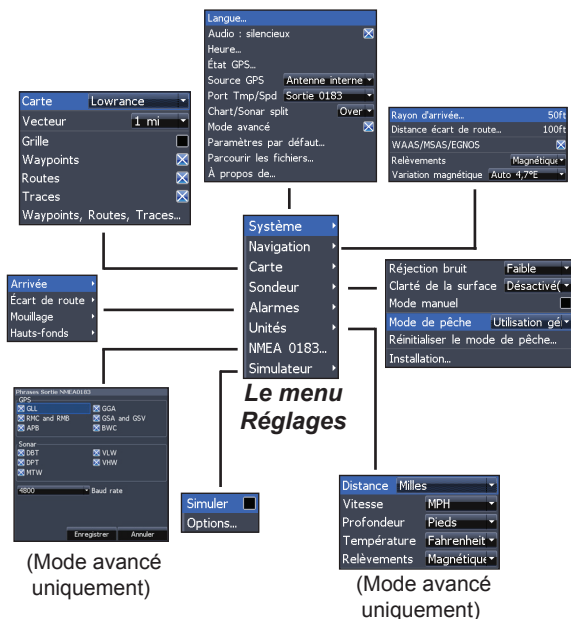 Langue...
Audio : silencieux
Heure...
État GPS...
Source GPS Antenne interne
Port Tmp/Spd Sortie 0183
Chart/Sonar split Over
Mode avancé
Paramètres par défaut...
Parcourir les fichiers...
À propos de...
Carte Lowrance
Vecteur 1 mi
Grille
Waypoints
Routes
Traces
Waypoints, Routes, Traces...
Rayon d'arrivée... 50ft
Distance écart de route... 100ft
WAAS/MSAS/EGNOS
Relèvements Magnétique
Variation magnétique Auto 4,7°E
Système
Navigation
Carte
Sondeur
Alarmes
Unités
NMEA 0183...
Simulateur
Le menu
Réglages
Arrivée
Écart de route
Mouillage
Hauts-fonds
Réjection bruit Faible
Clarté de la surface Désactivé(
Mode manuel
Mode de pêche Utilisation gé
Réinitialiser le mode de pêche...
Installation...
Phrases Sortie NMEA0183
GPS
GLL GGA
RMC and RMB GSA and GSV
APB BWC
Sonar
DBT VLW
DPT VHW
MTW
4800 Baud rate
Enregistrer Annuler
(Mode avancé
uniquement)
Simuler
Options...
Distance Milles
Vitesse MPH
Profondeur Pieds
Température Fahrenheit
Relèvements Magnétique
(Mode avancé
uniquement)